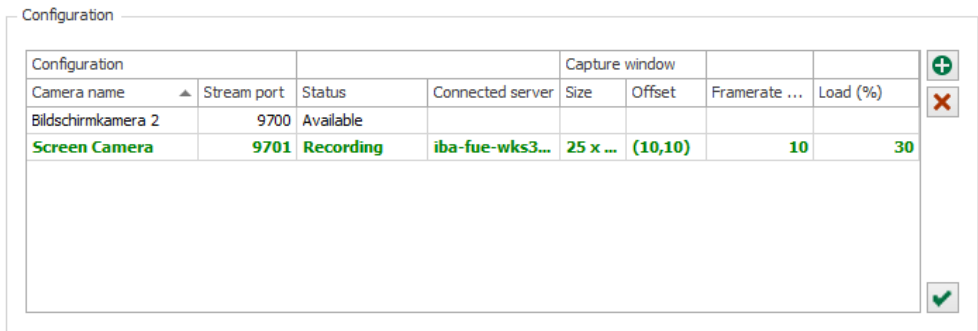 Configuration
Configuration Capture window
Camera name Stream port Status Connected server Size Offset Framerate ... Load (%)
Bildschirmkamera 2 9700 Available
Screen Camera 9701 Recording iba-fue-wks3... 25 x ... (10,10) 10 30